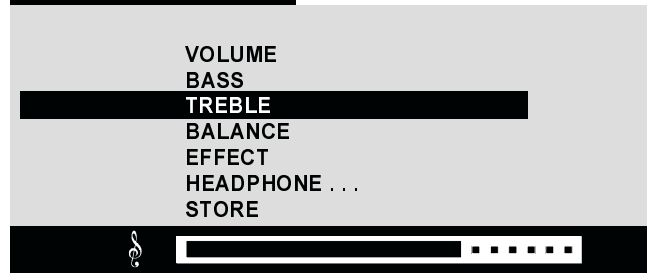 VOLUME
BASS
TREBLE
BALANCE
EFFECT
HEADPHONE . . .
STORE